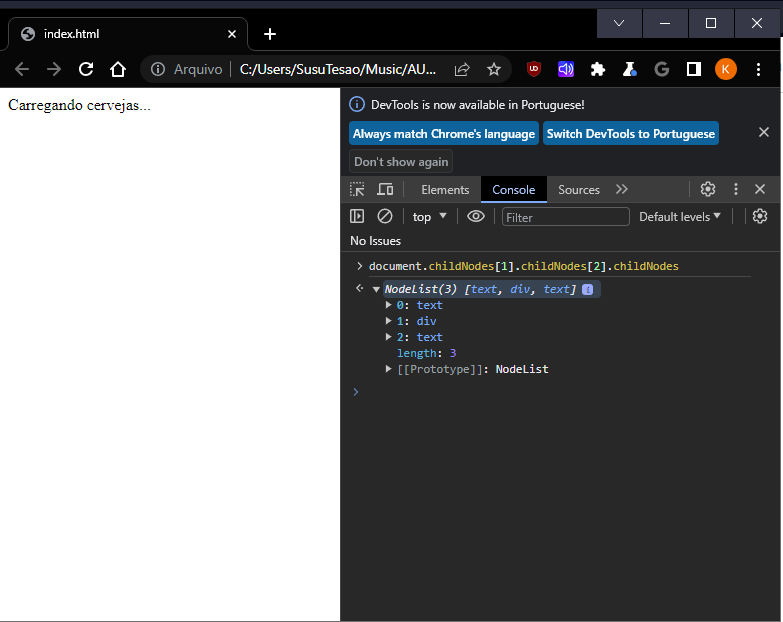 index.html
Arquivo C:/Users/SusuTesao/Music/AU...
K
Carregando cervejas...
DevTools is now available in Portuguese!
Always match Chrome's language Switch DevTools to Portuguese
Don't show again
Elements Console Sources
top Filter Default levels
No Issues
document.childNodes[1].childNodes[2].childNodes
NodeList(3) [text, div, text] i
0: text
1: div
2: text
length: 3
[[Prototype]]: NodeList